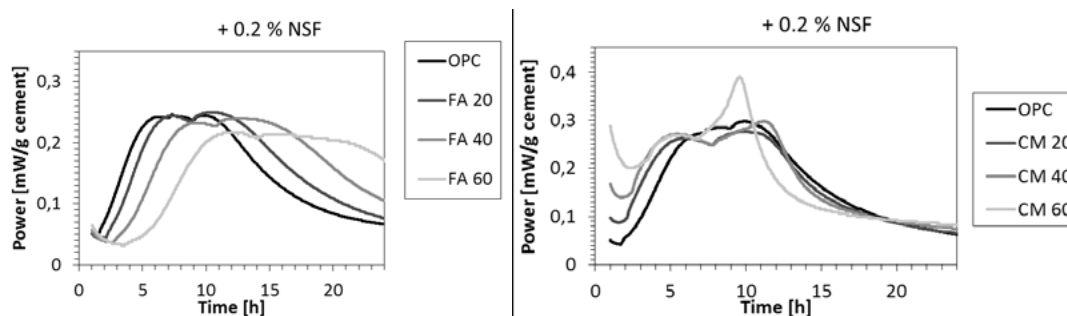 + 0.2 % NSF
Power [mW/g cement]
0,3
0,2
0,1
0
0
5
10
15
20
Time [h]
OPC
FA 20
FA 40
FA 60
+ 0.2 % NSF
Power [mW/g cement]
0,4
0,3
0,2
0,1
0
0
5
10
15
20
Time [h]
OPC
CM 20
CM 40
CM 60